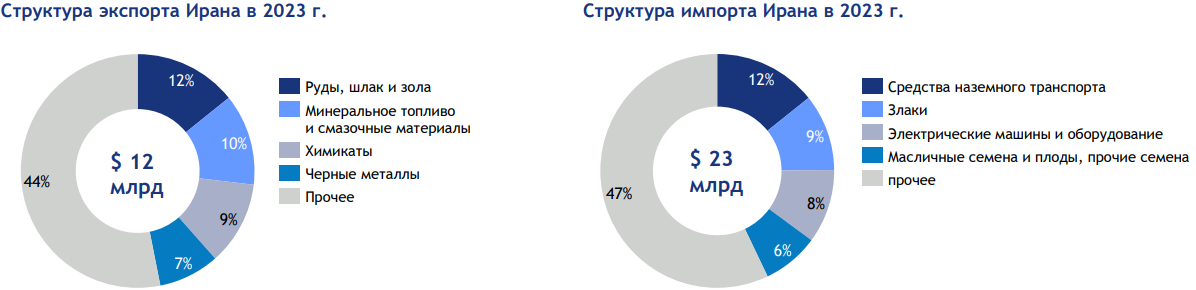 Структура экспорта Ирана в 2023 г.
12%
10%
9%
7%
44%
$ 12
млрд
Руды, шлак и зола
Минеральное топливо
и смазочные материалы
Химикаты
Черные металлы
Прочее
Структура импорта Ирана в 2023 г.
12%
9%
8%
6%
47%
$ 23
млрд
Средства наземного транспорта
Злаки
Электрические машины и оборудование
Масличные семена и плоды, прочие семена
прочее